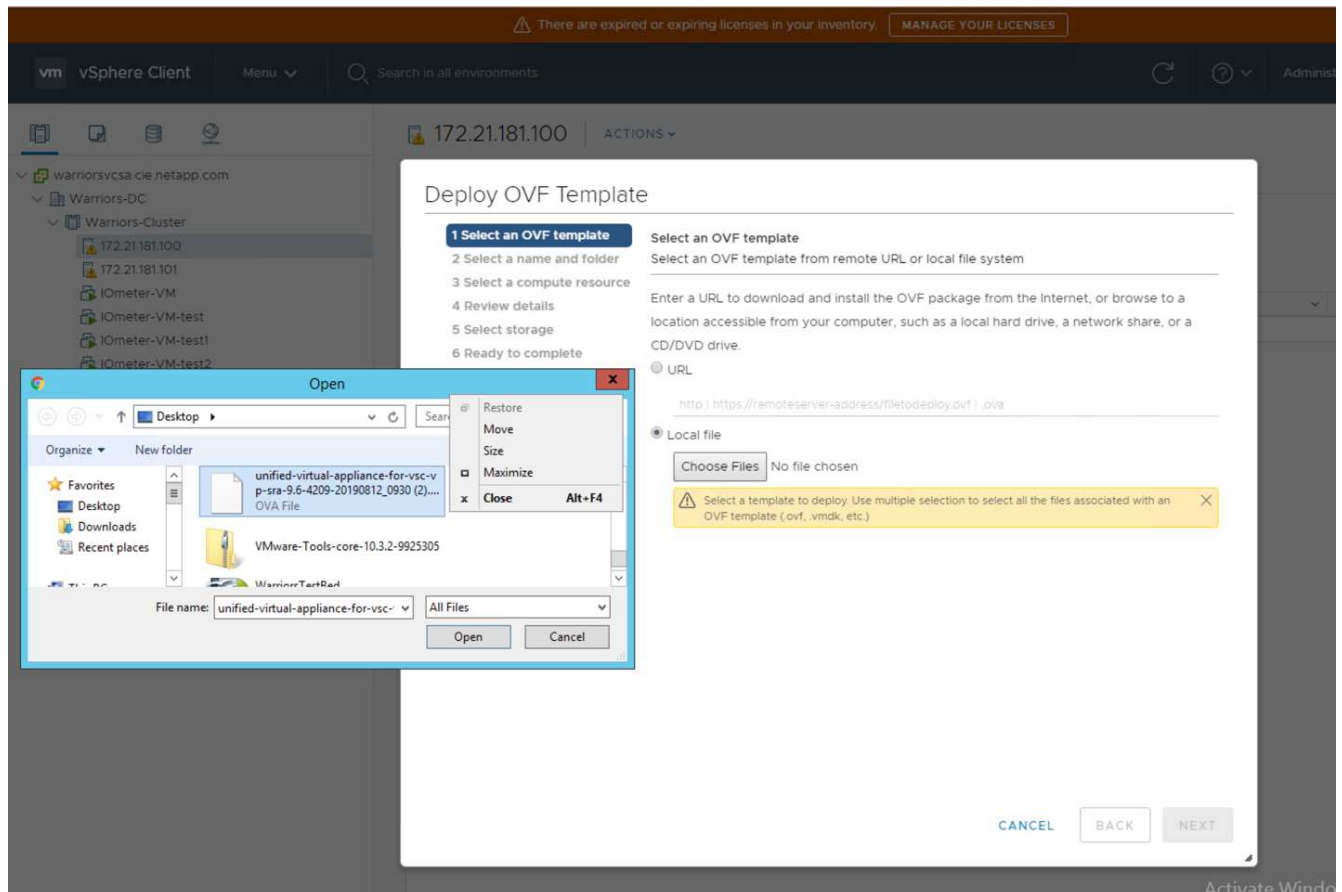 There are expired or expiring licenses in your inventory. MANAGE YOUR LICENSES
vm vSphere Client Menu Search in all environments
172.21.181.100 ACTIONS
warriorsvcsa.cie.netapp.com
Warriors-DC
Warriors-Cluster
172.21.181.100
172.21.181.101
IOmeter-VM
IOmeter-VM-test
IOmeter-VM-test1
IOmeter-VM-test2
Deploy OVF Template
1 Select an OVF template
2 Select a name and folder
3 Select a compute resource
4 Review details
5 Select storage
6 Ready to complete
Select an OVF template
Select an OVF template from remote URL or local file system
Enter a URL to download and install the OVF package from the Internet, or browse to a
location accessible from your computer, such as a local hard drive, a network share, or a
CD/DVD drive.
URL
http | https://remoteserver-address/filetodeploy.ovf | .ova
Local file
Choose Files No file chosen
Select a template to deploy. Use multiple selection to select all the files associated with an
OVF template (.ovf, .vmdk, etc.)
CANCEL BACK NEXT
Open
Desktop
Organize New folder
Favorites
Desktop
Downloads
Recent places
unified-virtual-appliance-for-vsc-v
p-sra-9.6-4209-20190812_0930 (2)....
OVA File
VMware-Tools-core-10.3.2-9925305
WarriorsTestBed
Restore
Move
Size
Maximize
x Close Alt+F4
File name: unified-virtual-appliance-for-vsc- All Files
Open Cancel